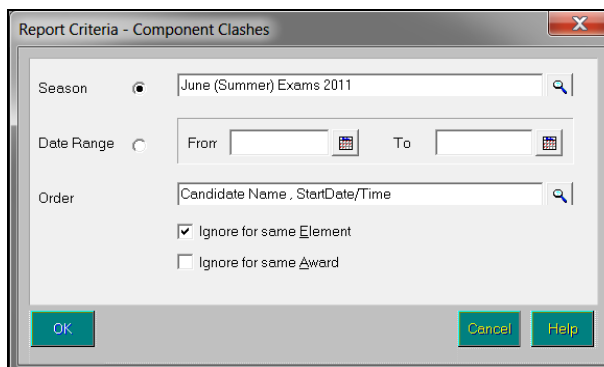 Report Criteria - Component Clashes
X
Season June (Summer) Exams 2011
Date Range From To
Order Candidate Name , StartDate/Time
Ignore for same Element
Ignore for same Award
OK Cancel Help